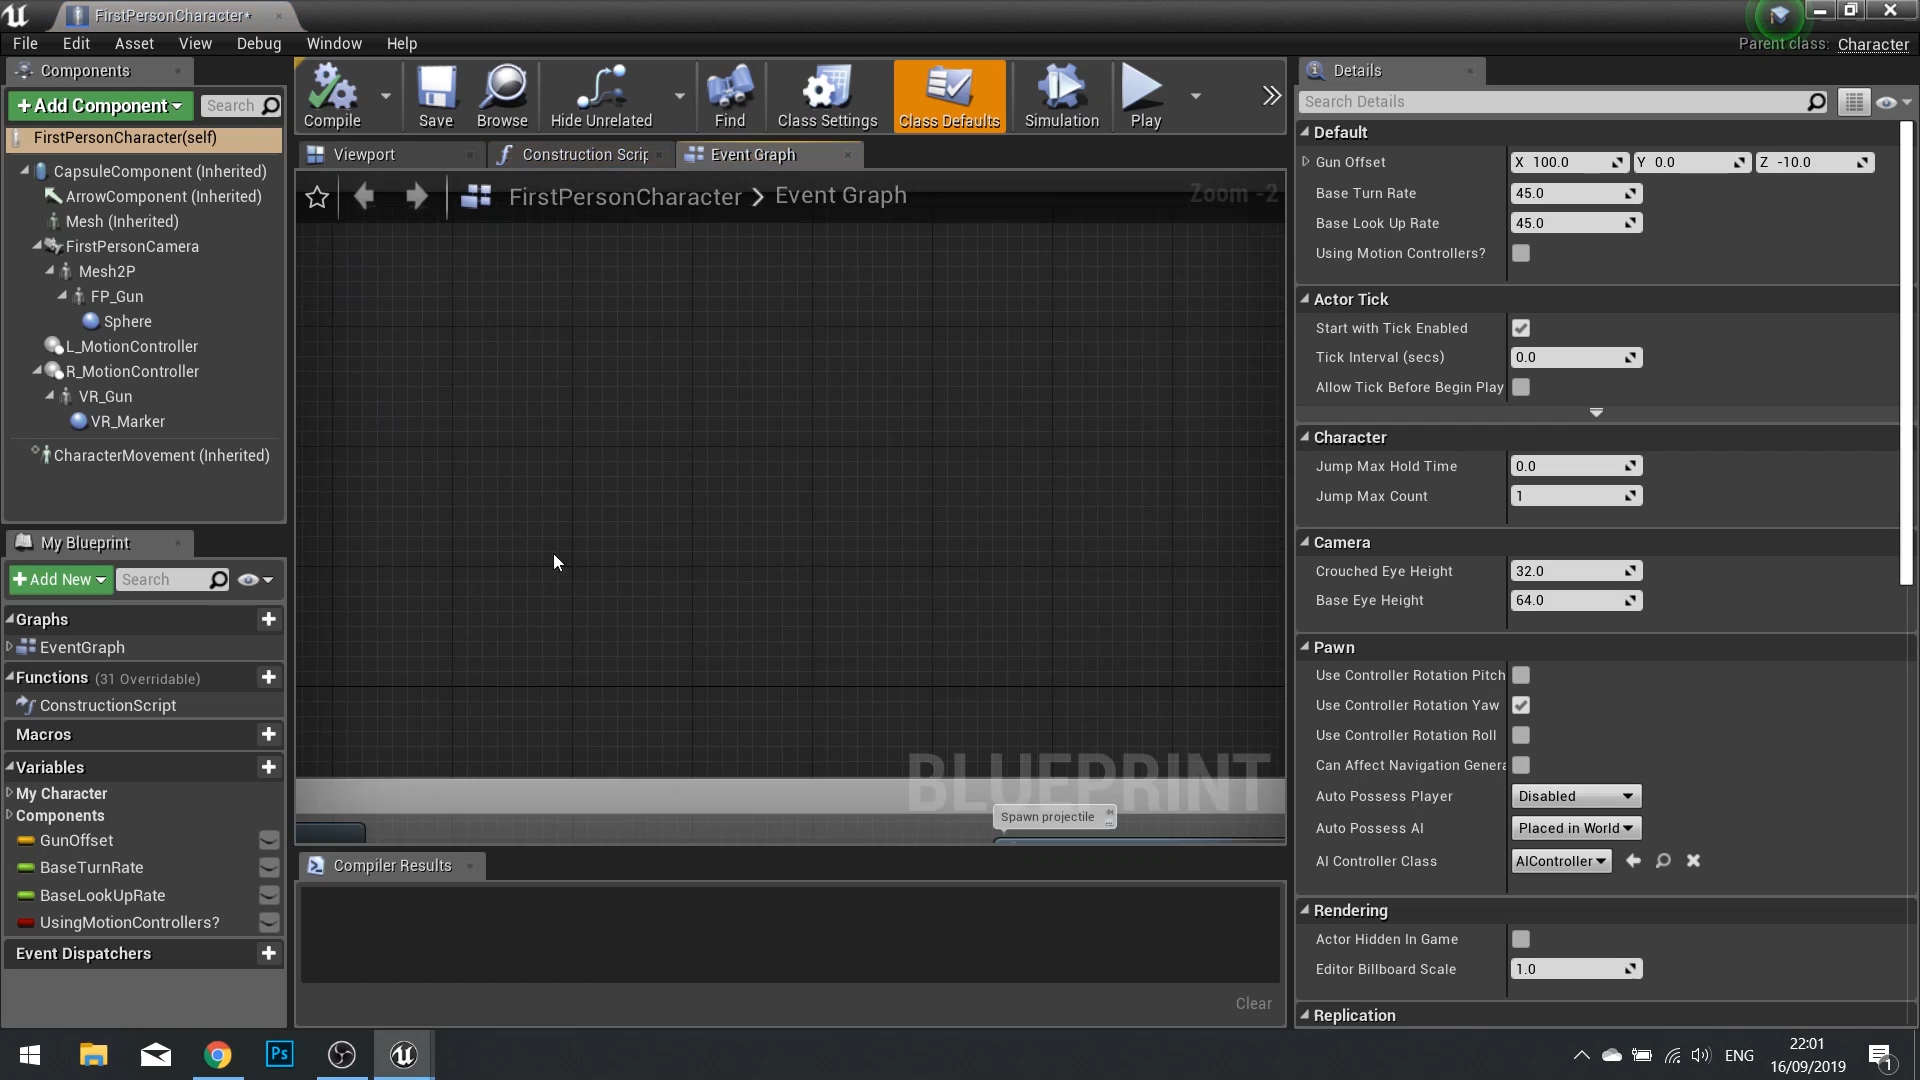 FirstPersonCharacter*
File Edit Asset View Debug Window Help
Parent class: Character
Components
+Add Component
Search
FirstPersonCharacter(self)
CapsuleComponent (Inherited)
ArrowComponent (Inherited)
Mesh (Inherited)
FirstPersonCamera
Mesh2P
FP_Gun
Sphere
L_MotionController
R_MotionController
VR_Gun
VR_Marker
CharacterMovement (Inherited)
My Blueprint
+Add New
Search
Graphs
EventGraph
Functions (31 Overridable)
ConstructionScript
Macros
Variables
My Character
Components
GunOffset
BaseTurnRate
BaseLookUpRate
UsingMotionControllers?
Event Dispatchers
Compile
Save
Browse
Hide Unrelated
Find
Class Settings
Class Defaults
Simulation
Play
Viewport
Construction Scrip
Event Graph
FirstPersonCharacter > Event Graph
Zoom -2
BLUEPRINT
Spawn projectile
Compiler Results
Clear
Details
Search Details
Default
Gun Offset X 100.0 Y 0.0 Z -10.0
Base Turn Rate 45.0
Base Look Up Rate 45.0
Using Motion Controllers?
Actor Tick
Start with Tick Enabled
Tick Interval (secs) 0.0
Allow Tick Before Begin Play
Character
Jump Max Hold Time 0.0
Jump Max Count 1
Camera
Crouched Eye Height 32.0
Base Eye Height 64.0
Pawn
Use Controller Rotation Pitch
Use Controller Rotation Yaw
Use Controller Rotation Roll
Can Affect Navigation Genera
Auto Possess Player Disabled
Auto Possess AI Placed in World
AI Controller Class AIController
Rendering
Actor Hidden In Game
Editor Billboard Scale 1.0
Replication
Ps
ENG
22:01
16/09/2019
1